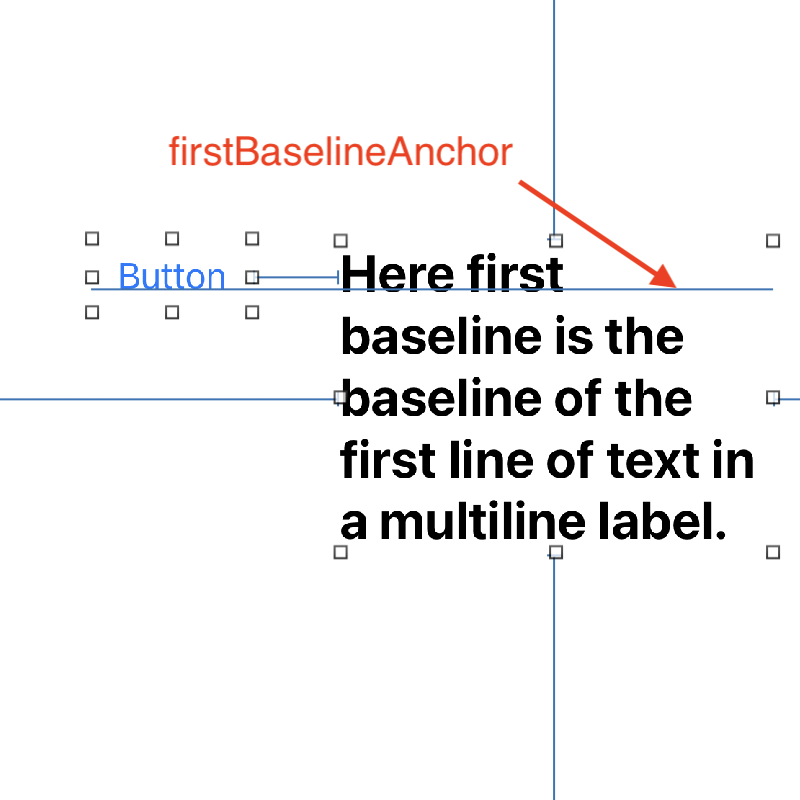 firstBaselineAnchor
Button
Here first
baseline is the
baseline of the
first line of text in
a multiline label.